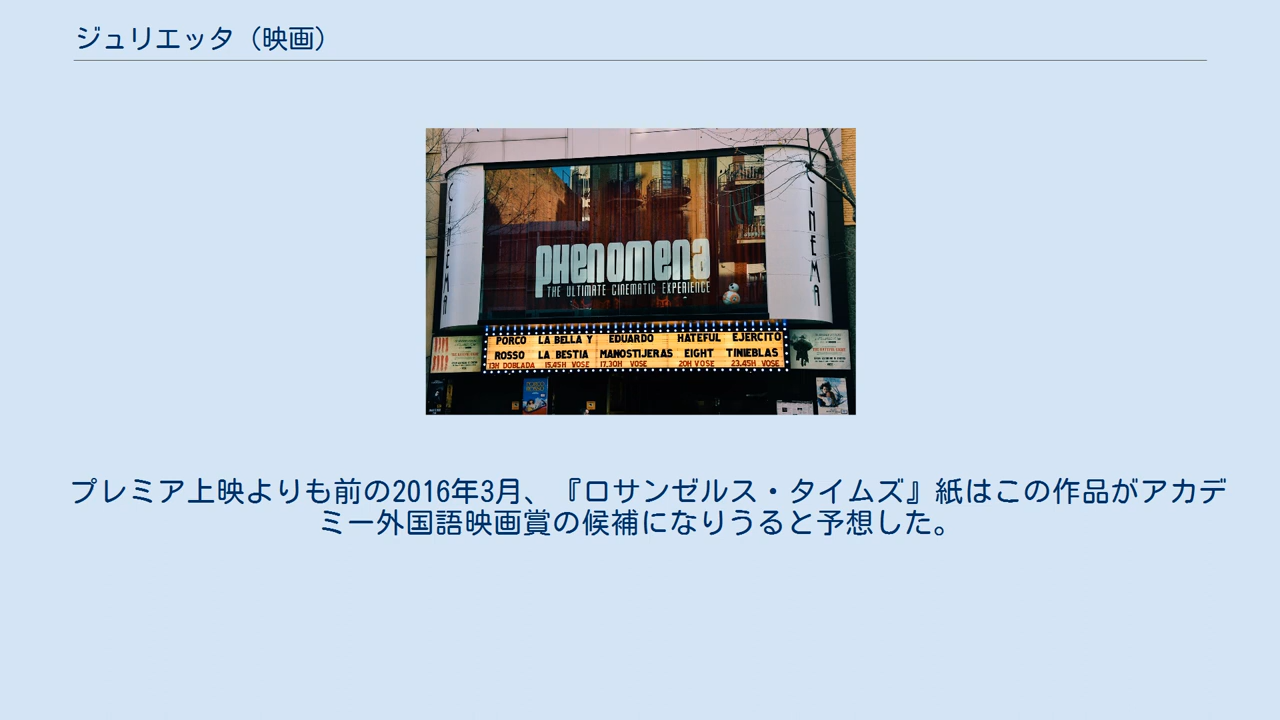 ジュリエッタ（映画）
CINEMA
CINEMA
phenomena
THE ULTIMATE CINEMATIC EXPERIENCE
PORCO LA BELLA Y EDUARDO HATEFUL EJERCITO
ROSSO LA BESTIA MANOSTIJERAS EIGHT TINIEBLAS
13H DOBLADA 15.45H VOSE 17.30H VOSE 20H VOSE 23.45H VOSE
プレミア上映よりも前の2016年3月、『ロサンゼルス・タイムズ』紙はこの作品がアカデ
ミー外国語映画賞の候補になりうると予想した。